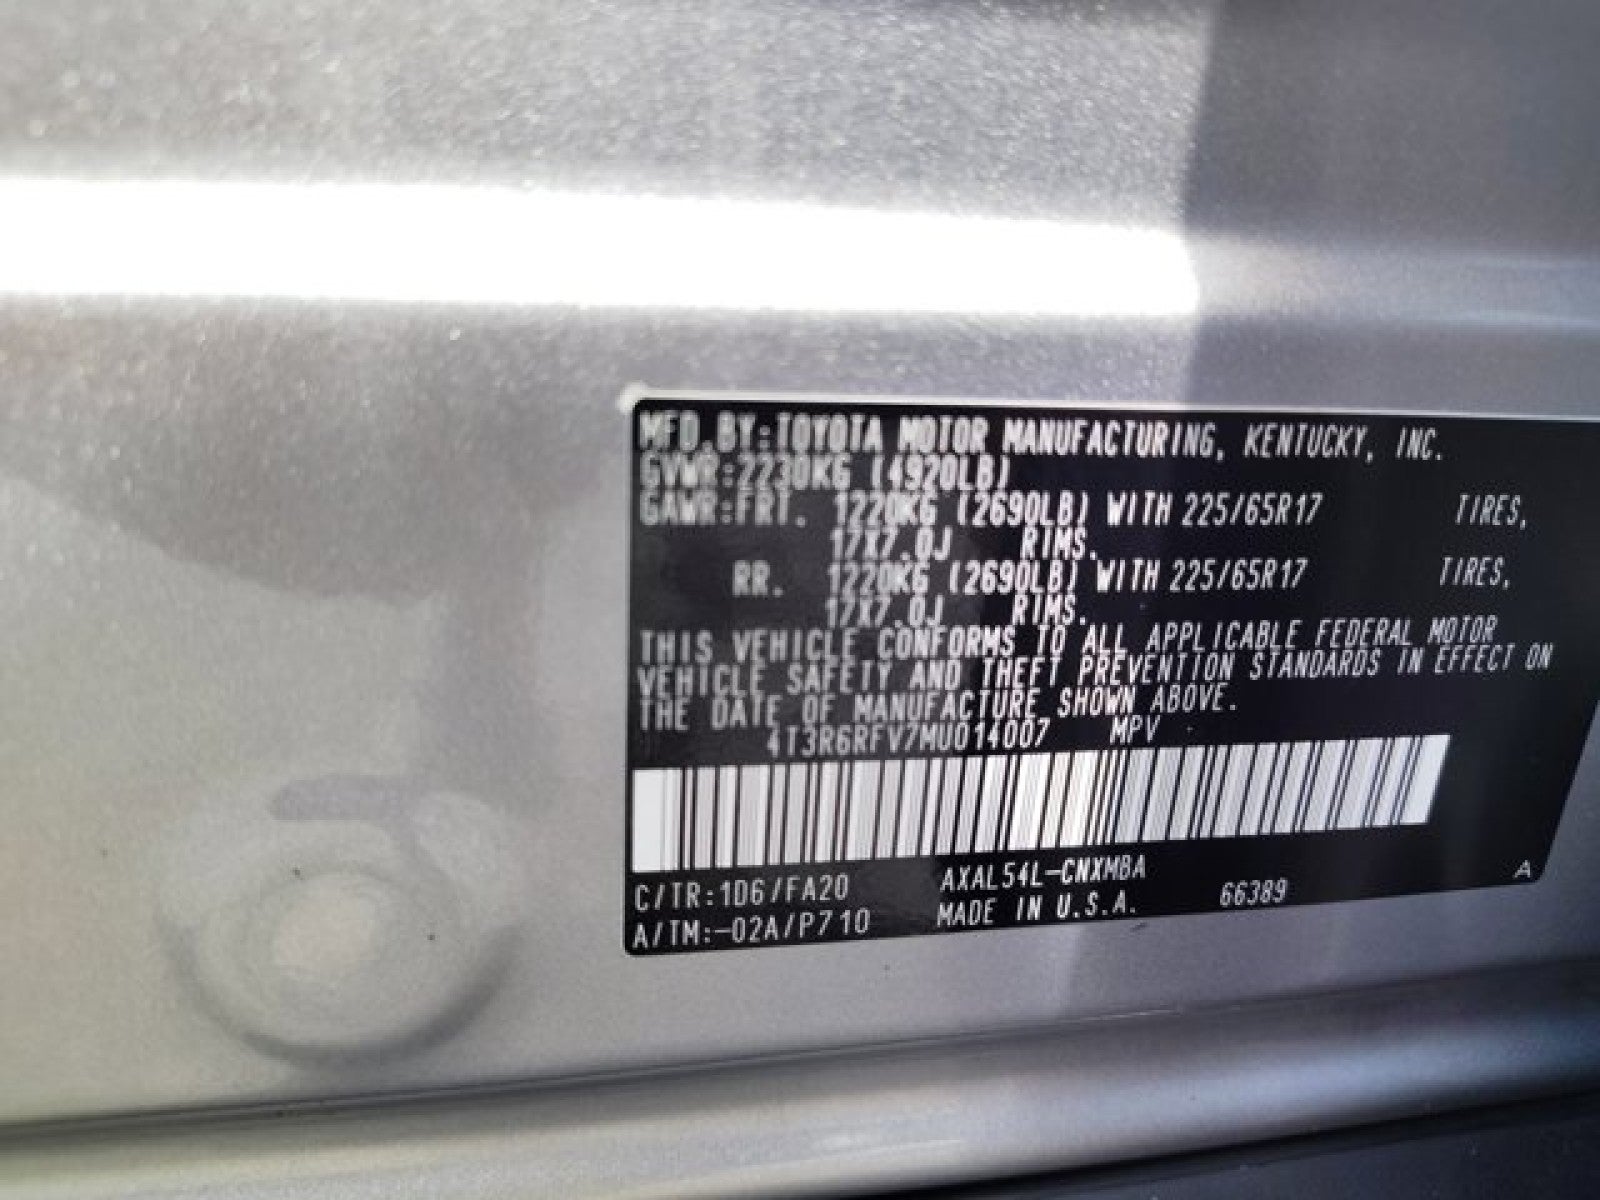 MFD.BY:TOYOTA MOTOR MANUFACTURING, KENTUCKY, INC.
GVWR:2230KG (4920LB)
GAWR:FRT. 1220KG (2690LB) WITH 225/65R17 TIRES,
17X7.0J RIMS.
RR. 1220KG (2690LB) WITH 225/65R17 TIRES,
17X7.0J RIMS.
THIS VEHICLE CONFORMS TO ALL APPLICABLE FEDERAL MOTOR
VEHICLE SAFETY AND THEFT PREVENTION STANDARDS IN EFFECT ON
THE DATE OF MANUFACTURE SHOWN ABOVE.
4T3R6RFV7MU014007 MPV
C/TR:1D6/FA20 AXAL54L-CNXMBA A
A/TM:-02A/P710 MADE IN U.S.A. 66389